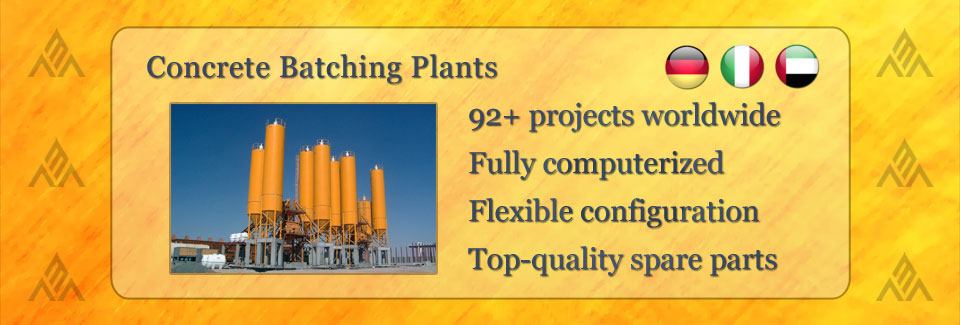 Concrete Batching Plants
92+ projects worldwide
Fully computerized
Flexible configuration
Top-quality spare parts